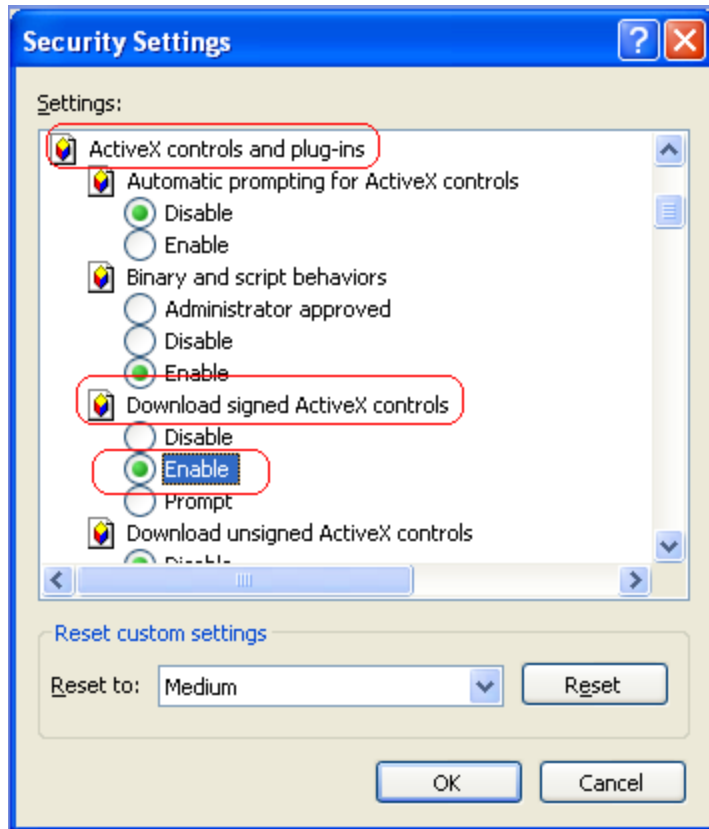 Security Settings
Settings:
ActiveX controls and plug-ins
Automatic prompting for ActiveX controls
Disable
Enable
Binary and script behaviors
Administrator approved
Disable
Enable
Download signed ActiveX controls
Disable
Enable
Prompt
Download unsigned ActiveX controls
Disable
Reset custom settings
Reset to: Medium Reset
OK Cancel